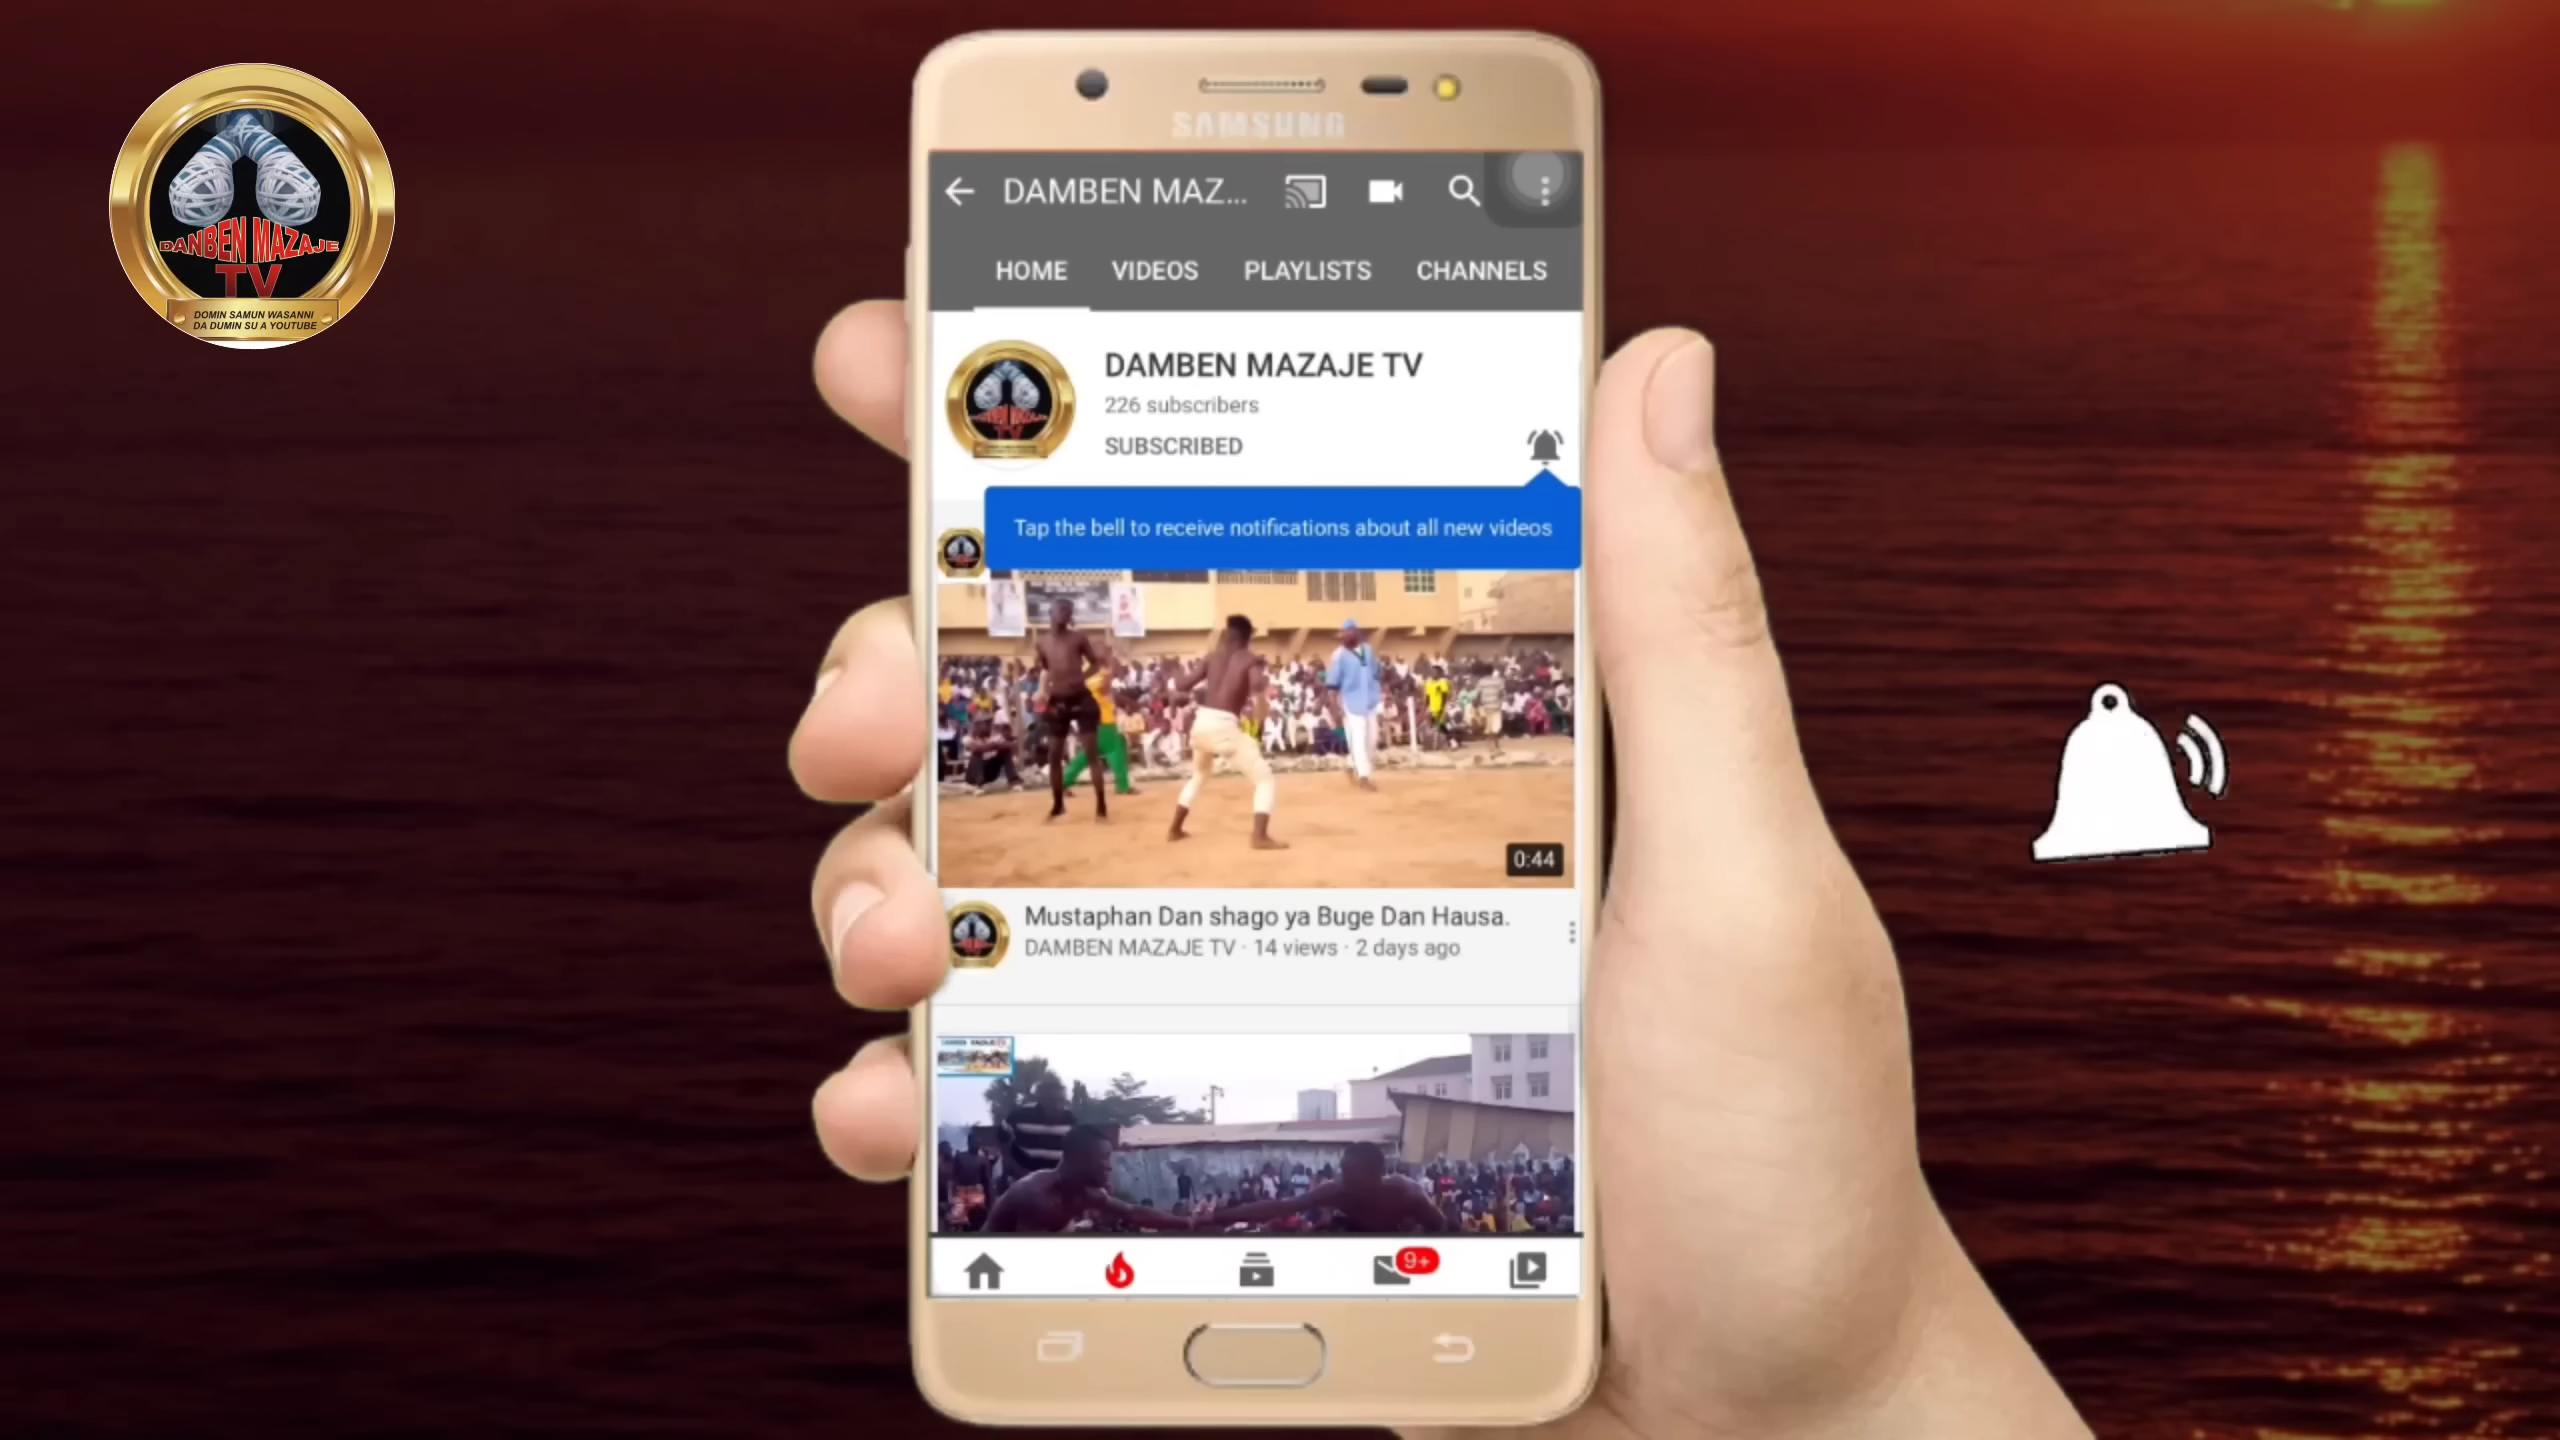 DANBEN MAZAJE
TV
DOMIN SAMUN WASANNI
DA DUMIN SU A YOUTUBE
SAMSUNG
DAMBEN MAZ...
HOME VIDEOS PLAYLISTS CHANNELS
DAMBEN MAZAJE TV
226 subscribers
SUBSCRIBED
Tap the bell to receive notifications about all new videos
0:44
Mustaphan Dan shago ya Buge Dan Hausa.
DAMBEN MAZAJE TV · 14 views · 2 days ago
9+